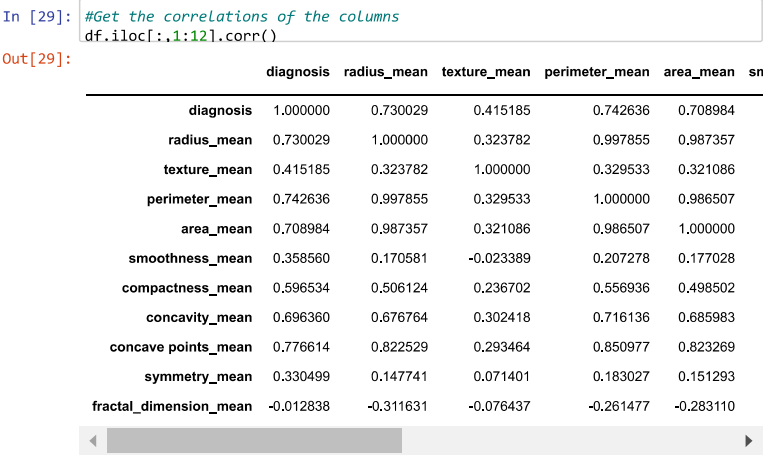 In [29]: #Get the correlations of the columns
df.iloc[:,1:12].corr()
Out[29]:
diagnosis radius_mean texture_mean perimeter_mean area_mean sm
diagnosis 1.000000 0.730029 0.415185 0.742636 0.708984
radius_mean 0.730029 1.000000 0.323782 0.997855 0.987357
texture_mean 0.415185 0.323782 1.000000 0.329533 0.321086
perimeter_mean 0.742636 0.997855 0.329533 1.000000 0.986507
area_mean 0.708984 0.987357 0.321086 0.986507 1.000000
smoothness_mean 0.358560 0.170581 -0.023389 0.207278 0.177028
compactness_mean 0.596534 0.506124 0.236702 0.556936 0.498502
concavity_mean 0.696360 0.676764 0.302418 0.716136 0.685983
concave points_mean 0.776614 0.822529 0.293464 0.850977 0.823269
symmetry_mean 0.330499 0.147741 0.071401 0.183027 0.151293
fractal_dimension_mean -0.012838 -0.311631 -0.076437 -0.261477 -0.283110